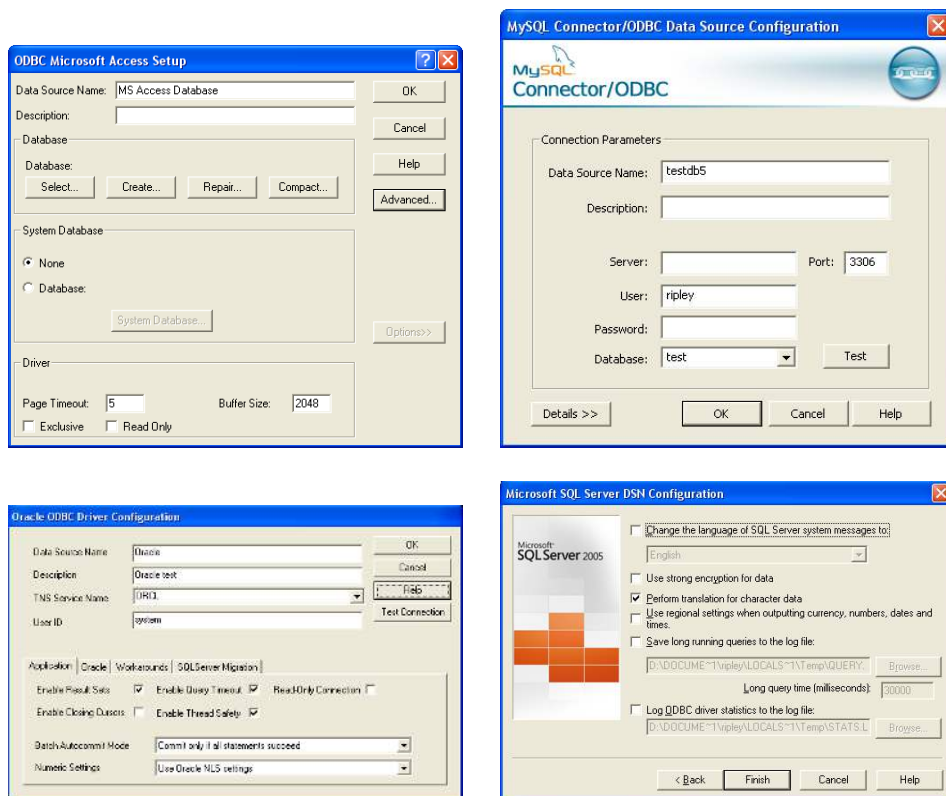 ODBC Microsoft Access Setup
Data Source Name: MS Access Database
OK
Description:
Cancel
Database
Database:
Help
Select... Create... Repair... Compact...
Advanced...
System Database
None
Database:
System Database...
Options>>
Driver
Page Timeout: 5 Buffer Size: 2048
Exclusive Read Only
MySQL Connector/ODBC Data Source Configuration
MySQL
Connector/ODBC
Connection Parameters
Data Source Name: testdb5
Description:
Server: Port: 3306
User: ripley
Password:
Database: test Test
Details >> OK Cancel Help
Oracle ODBC Driver Configuration
Data Source Name Oracle
OK
Description Oracle test
Cancel
TNS Service Name ORCL
Help
User ID system
Test Connection
Application Oracle Workarounds SQLServer Migration
Enable Result Sets Enable Query Timeout Read-Only Connection
Enable Closing Cursors Enable Thread Safety
Batch Autocommit Mode Commit only if all statements succeed
Numeric Settings Use Oracle NLS settings
Microsoft SQL Server DSN Configuration
Microsoft
SQL Server 2005
Change the language of SQL Server system messages to:
English
Use strong encryption for data
Perform translation for character data
Use regional settings when outputting currency, numbers, dates and
times.
Save long running queries to the log file:
D:\DOCUME~1\ripley\LOCALS~1\Temp\QUERY. Browse...
Long query time (miliseconds): 30000
Log ODBC driver statistics to the log file:
D:\DOCUME~1\ripley\LOCALS~1\Temp\STATS.L Browse...
< Back Finish Cancel Help